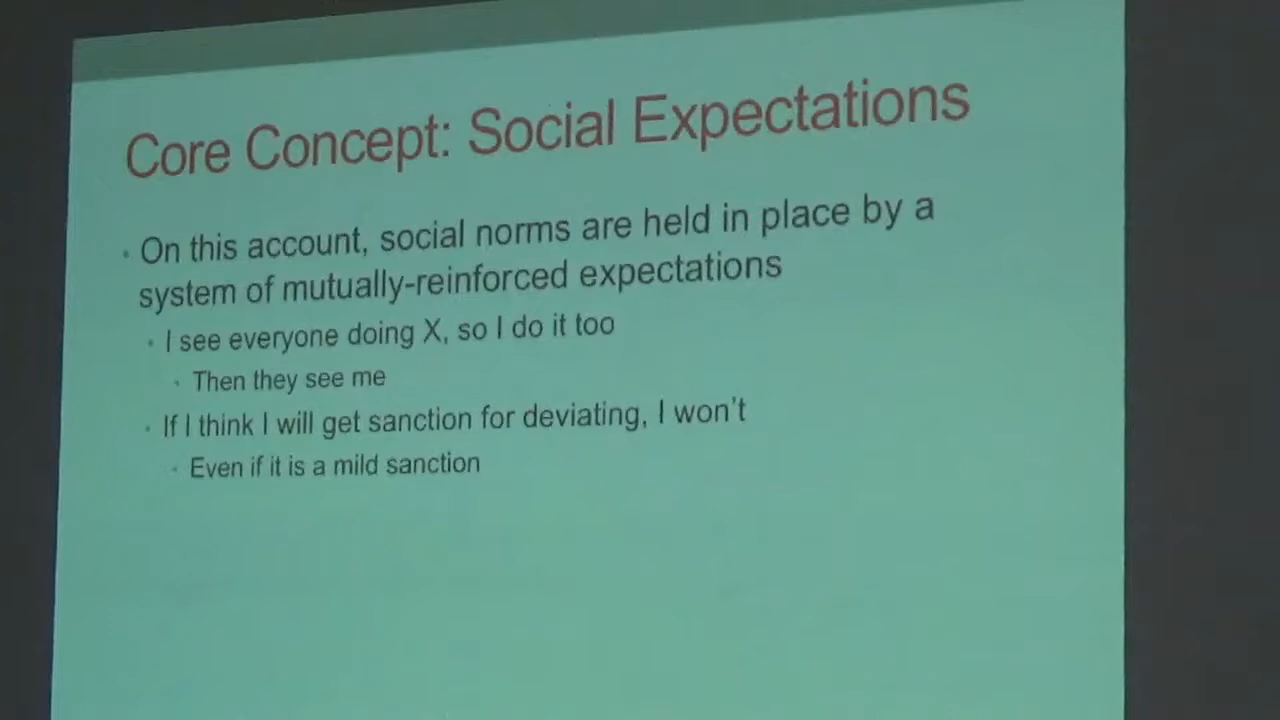 Core Concept: Social Expectations
On this account, social norms are held in place by a
system of mutually-reinforced expectations
I see everyone doing X, so I do it too
Then they see me
If I think I will get sanction for deviating, I won't
Even if it is a mild sanction